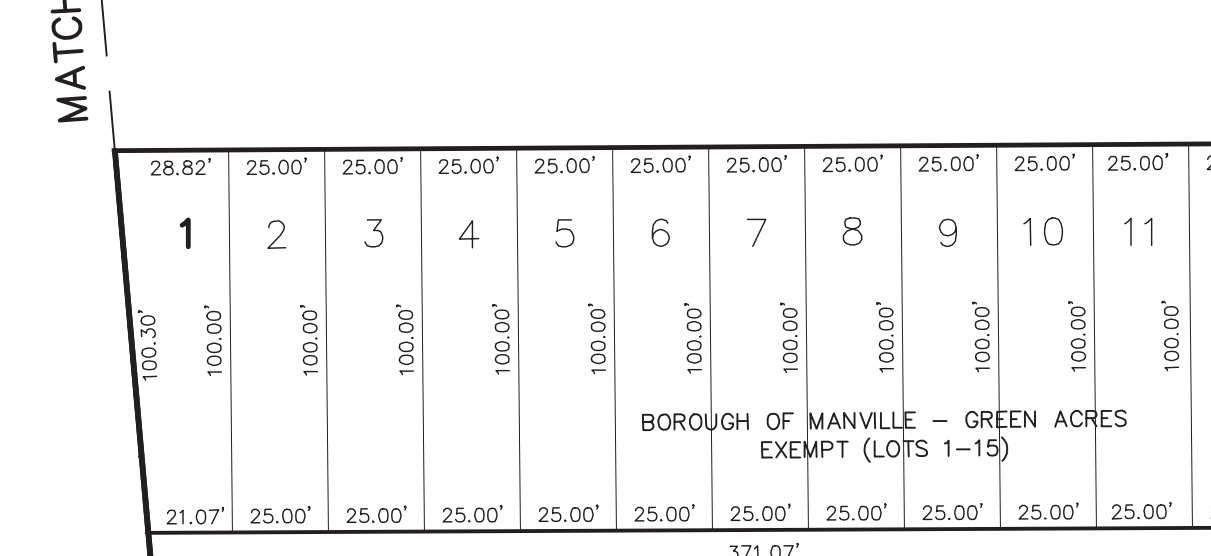 MATCH
28.82' 25.00' 25.00' 25.00' 25.00' 25.00' 25.00' 25.00' 25.00' 25.00' 25.00'
1 2 3 4 5 6 7 8 9 10 11
100.30' 100.00' 100.00' 100.00' 100.00' 100.00' 100.00' 100.00' 100.00' 100.00' 100.00' 100.00'
BOROUGH OF MANVILLE – GREEN ACRES
EXEMPT (LOTS 1–15)
21.07' 25.00' 25.00' 25.00' 25.00' 25.00' 25.00' 25.00' 25.00' 25.00' 25.00'
371.07'